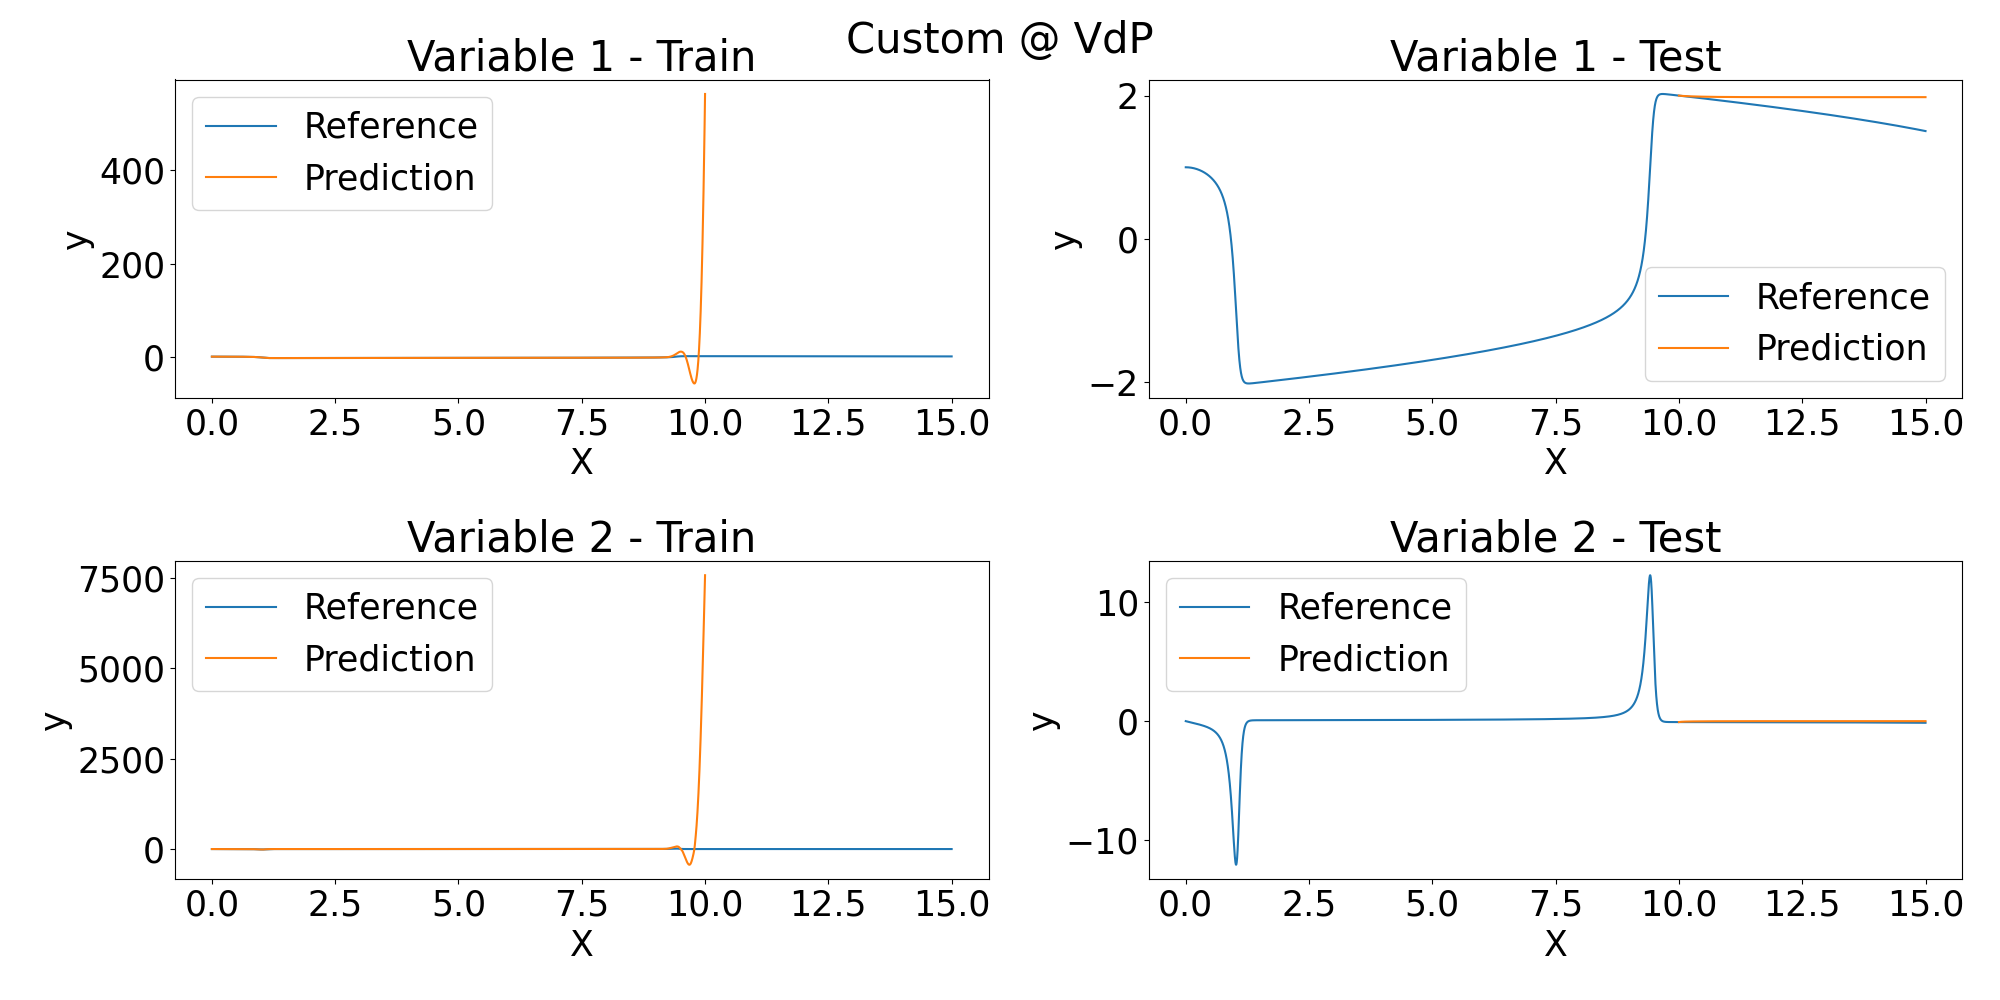 Custom @ VdP
Variable 1 - Train
Reference
Prediction
y
400
200
0
0.0 2.5 5.0 7.5 10.0 12.5 15.0
X
Variable 1 - Test
Reference
Prediction
y
2
0
−2
0.0 2.5 5.0 7.5 10.0 12.5 15.0
X
Variable 2 - Train
Reference
Prediction
y
7500
5000
2500
0
0.0 2.5 5.0 7.5 10.0 12.5 15.0
X
Variable 2 - Test
Reference
Prediction
y
10
0
−10
0.0 2.5 5.0 7.5 10.0 12.5 15.0
X